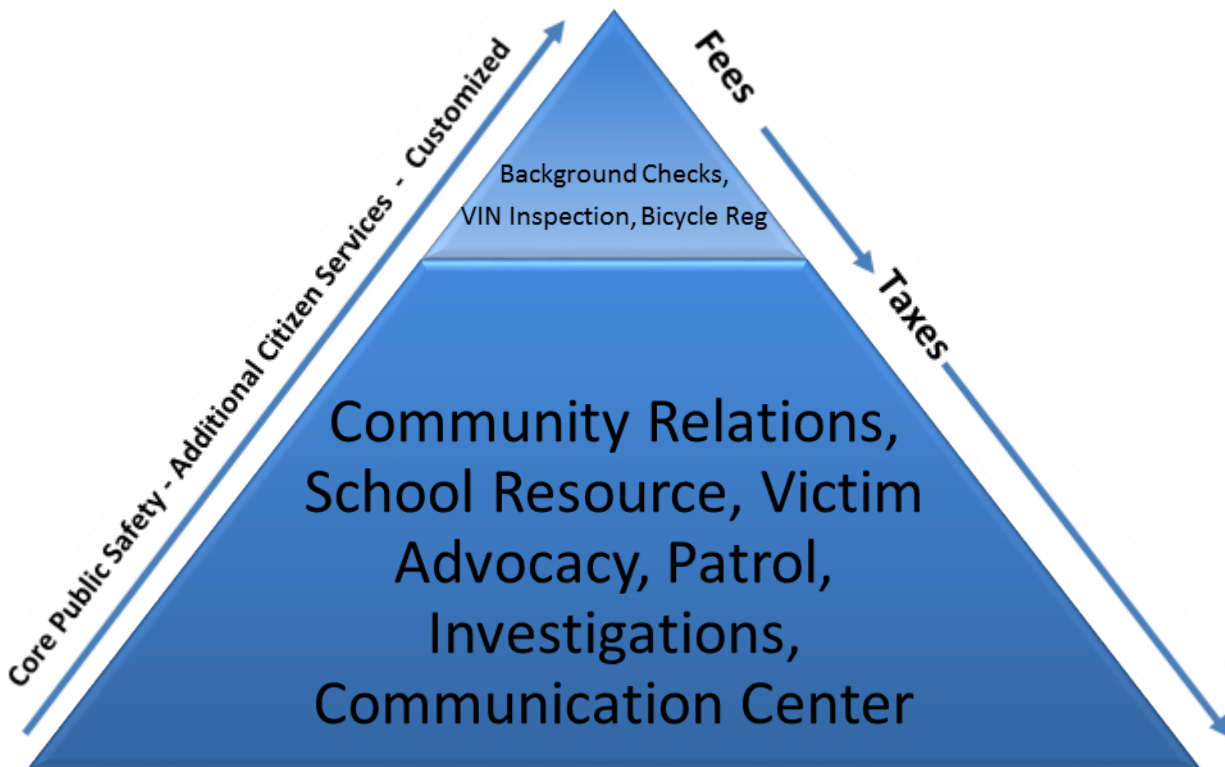 Core Public Safety - Additional Citizen Services - Customized
Fees
Taxes
Background Checks,
VIN Inspection, Bicycle Reg
Community Relations,
School Resource, Victim
Advocacy, Patrol,
Investigations,
Communication Center